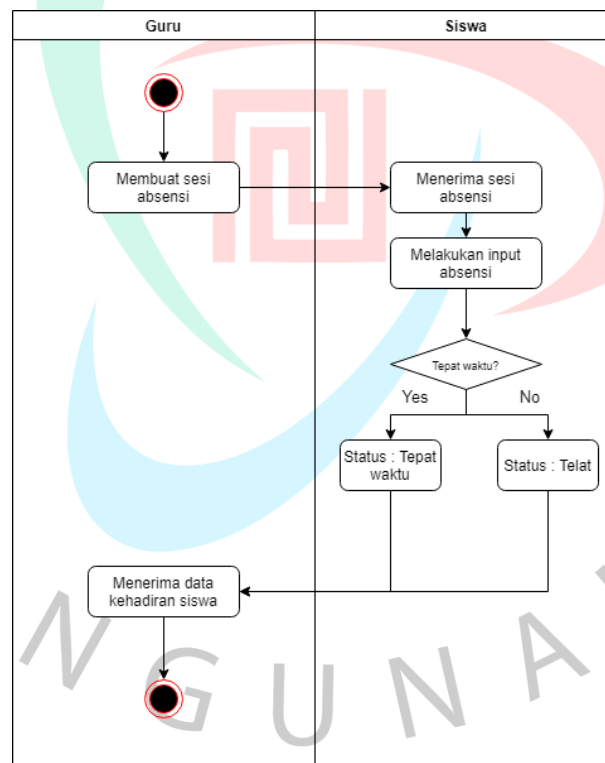 Guru
Siswa
Membuat sesi
absensi
Menerima sesi
absensi
Melakukan input
absensi
Tepat waktu?
Yes
No
Status : Tepat
waktu
Status : Telat
Menerima data
kehadiran siswa
NGUNA